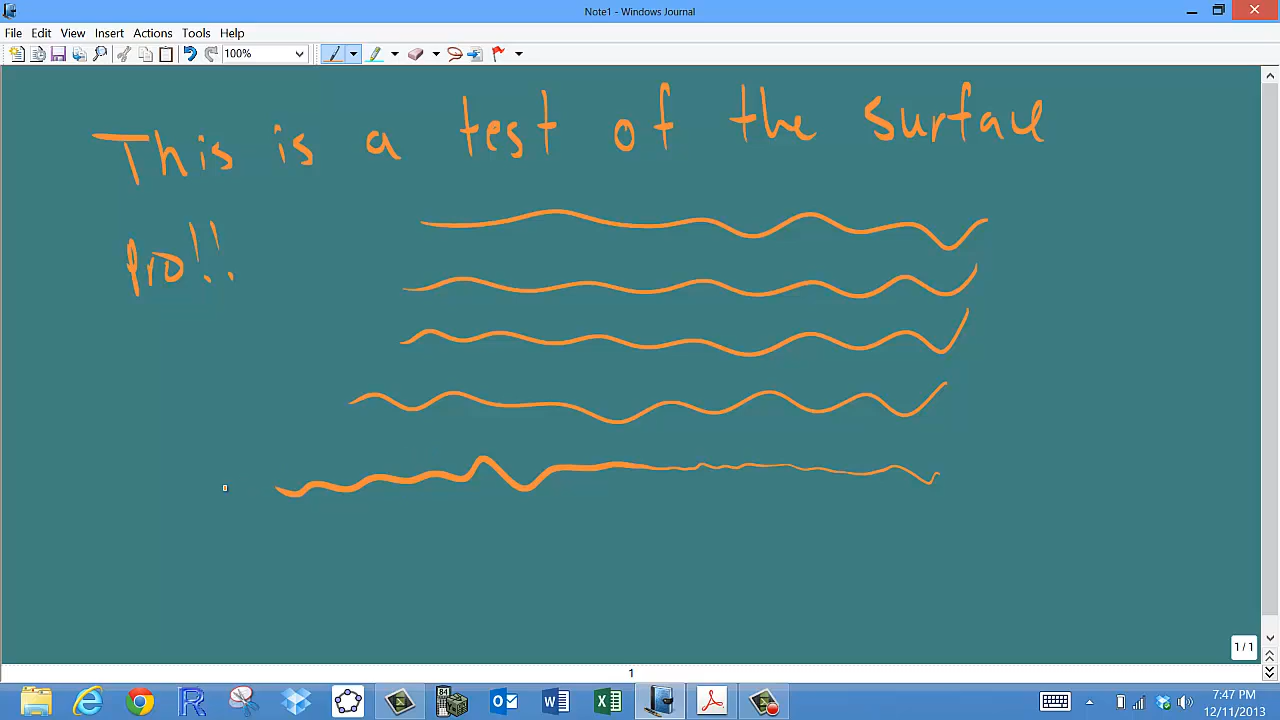 Note1 - Windows Journal
File Edit View Insert Actions Tools Help
100%
This is a test of the surface
pro!!
1 / 1
1
7:47 PM
12/11/2013